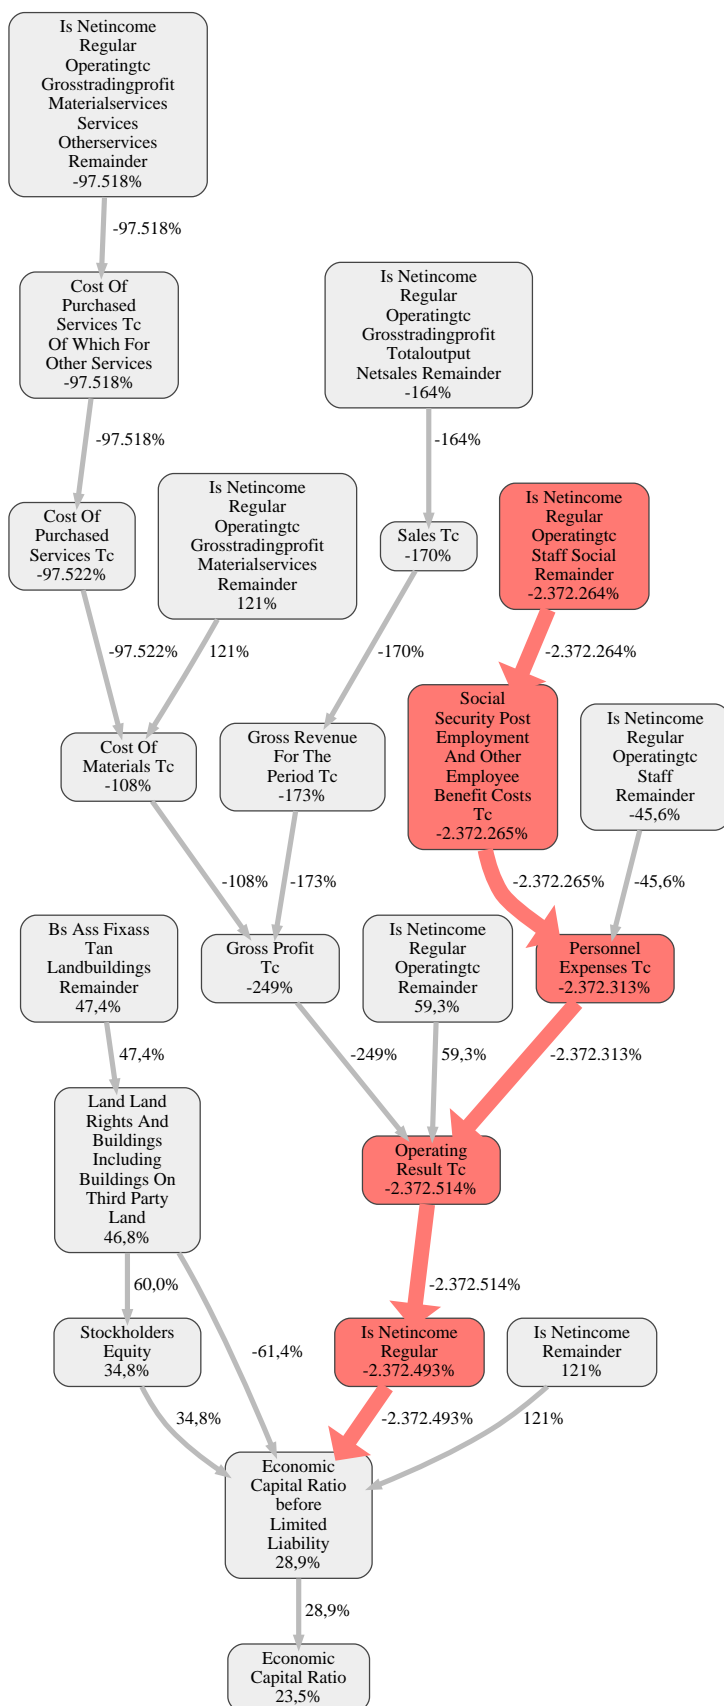 Is Netincome
Regular
Operatingtc
Grosstradingprofit
Materialservices
Services
Otherservices
Remainder
-97.518%
-97.518%
Cost Of
Purchased
Services Tc
Of Which For
Other Services
-97.518%
Is Netincome
Regular
Operatingtc
Grosstradingprofit
Totaloutput
Netsales Remainder
-164%
-97.518%
-164%
Cost Of
Purchased
Services Tc
-97.522%
Is Netincome
Regular
Operatingtc
Grosstradingprofit
Materialservices
Remainder
121%
Sales Tc
-170%
Is Netincome
Regular
Operatingtc
Staff Social
Remainder
-2.372.264%
-97.522%
121%
-170%
-2.372.264%
Cost Of
Materials Tc
-108%
Gross Revenue
For The
Period Tc
-173%
Social
Security Post
Employment
And Other
Employee
Benefit Costs
Tc
-2.372.265%
Is Netincome
Regular
Operatingtc
Staff
Remainder
-45,6%
-108%
-173%
-2.372.265%
-45,6%
Bs Ass Fixass
Tan
Landbuildings
Remainder
47,4%
Gross Profit
Tc
-249%
Is Netincome
Regular
Operatingtc
Remainder
59,3%
Personnel
Expenses Tc
-2.372.313%
47,4%
-249%
59,3%
-2.372.313%
Land Land
Rights And
Buildings
Including
Buildings On
Third Party
Land
46,8%
Operating
Result Tc
-2.372.514%
60,0%
-61,4%
-2.372.514%
Stockholders
Equity
34,8%
Is Netincome
Regular
-2.372.493%
Is Netincome
Remainder
121%
34,8%
-2.372.493%
121%
Economic
Capital Ratio
before
Limited
Liability
28,9%
28,9%
Economic
Capital Ratio
23,5%